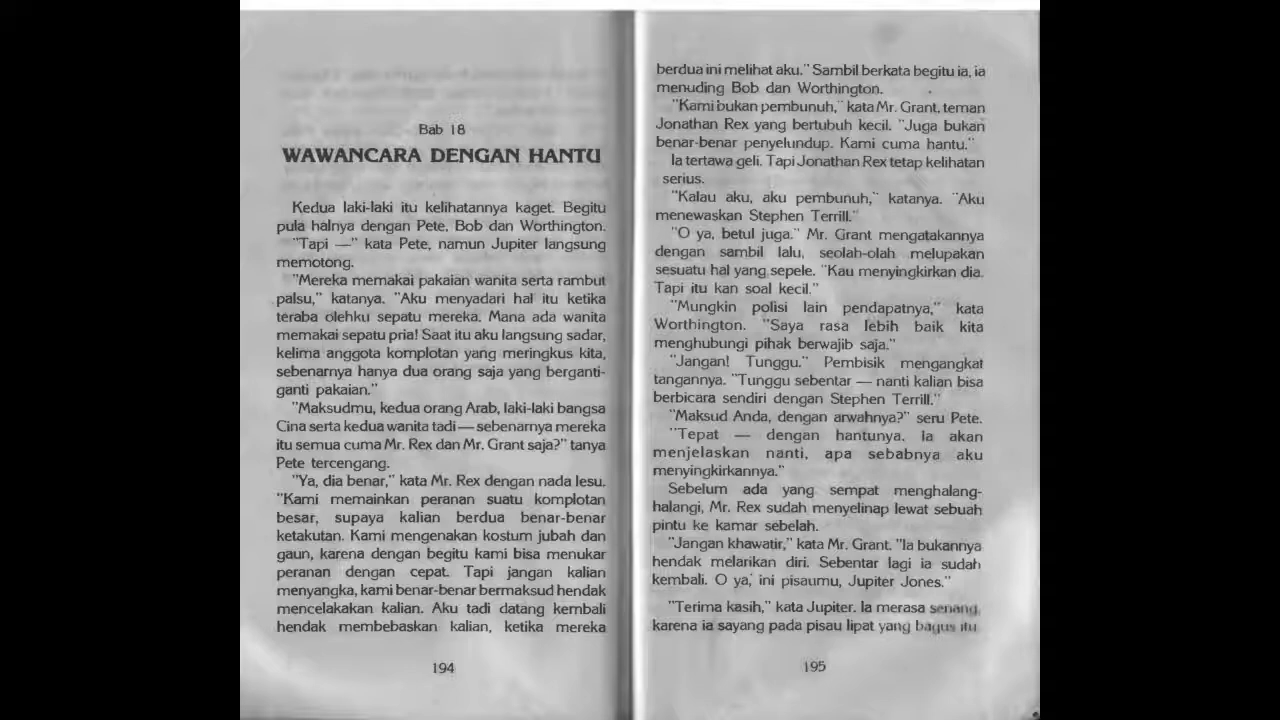 Bab 18
WAWANCARA DENGAN HANTU
Kedua laki-laki itu kelihatannya kaget. Begitu
pula halnya dengan Pete, Bob dan Worthington.
"Tapi —" kata Pete, namun Jupiter langsung
memotong.
"Mereka memakai pakaian wanita serta rambut
palsu," katanya. "Aku menyadari hal itu ketika
teraba olehku sepatu mereka. Mana ada wanita
memakai sepatu pria! Saat itu aku langsung sadar,
kelima anggota komplotan yang meringkus kita,
sebenarnya hanya dua orang saja yang berganti-
ganti pakaian."
"Maksudmu, kedua orang Arab, laki-laki bangsa
Cina serta kedua wanita tadi — sebenarnya mereka
itu semua cuma Mr. Rex dan Mr. Grant saja?" tanya
Pete tercengang.
"Ya, dia benar," kata Mr. Rex dengan nada lesu.
"Kami memainkan peranan suatu komplotan
besar, supaya kalian berdua benar-benar
ketakutan. Kami mengenakan kostum jubah dan
gaun, karena dengan begitu kami bisa menukar
peranan dengan cepat. Tapi jangan kalian
menyangka, kami benar-benar bermaksud hendak
mencelakakan kalian. Aku tadi datang kembali
hendak membebaskan kalian, ketika mereka
194
berdua ini melihat aku." Sambil berkata begitu ia, ia
menuding Bob dan Worthington.
"Kami bukan pembunuh," kata Mr. Grant, teman
Jonathan Rex yang bertubuh kecil. "Juga bukan
benar-benar penyelundup. Kami cuma hantu."
Ia tertawa geli. Tapi Jonathan Rex tetap kelihatan
serius.
"Kalau aku, aku pembunuh," katanya. "Aku
menewaskan Stephen Terrill."
"O ya, betul juga." Mr. Grant mengatakannya
dengan sambil lalu, seolah-olah melupakan
sesuatu hal yang sepele. "Kau menyingkirkan dia.
Tapi itu kan soal kecil."
"Mungkin polisi lain pendapatnya," kata
Worthington. "Saya rasa lebih baik kita
menghubungi pihak berwajib saja."
"Jangan! Tunggu." Pembisik mengangkat
tangannya. "Tunggu sebentar — nanti kalian bisa
berbicara sendiri dengan Stephen Terrill."
"Maksud Anda, dengan arwahnya?" seru Pete.
"Tepat — dengan hantunya. Ia akan
menjelaskan nanti, apa sebabnya aku
menyingkirkannya."
Sebelum ada yang sempat menghalang-
halangi, Mr. Rex sudah menyelinap lewat sebuah
pintu ke kamar sebelah.
"Jangan khawatir," kata Mr. Grant. "Ia bukannya
hendak melarikan diri. Sebentar lagi ia sudah
kembali. O ya, ini pisaumu, Jupiter Jones."
"Terima kasih," kata Jupiter. Ia merasa senang,
karena ia sayang pada pisau lipat yang bagus itu
195